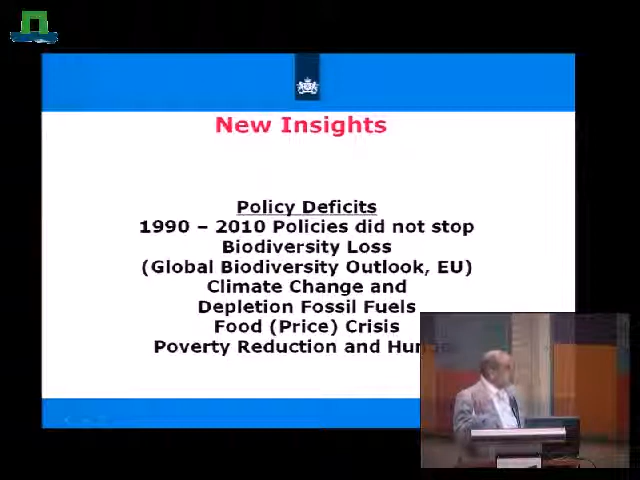 New Insights
Policy Deficits
1990 – 2010 Policies did not stop
Biodiversity Loss
(Global Biodiversity Outlook, EU)
Climate Change and
Depletion Fossil Fuels
Food (Price) Crisis
Poverty Reduction and